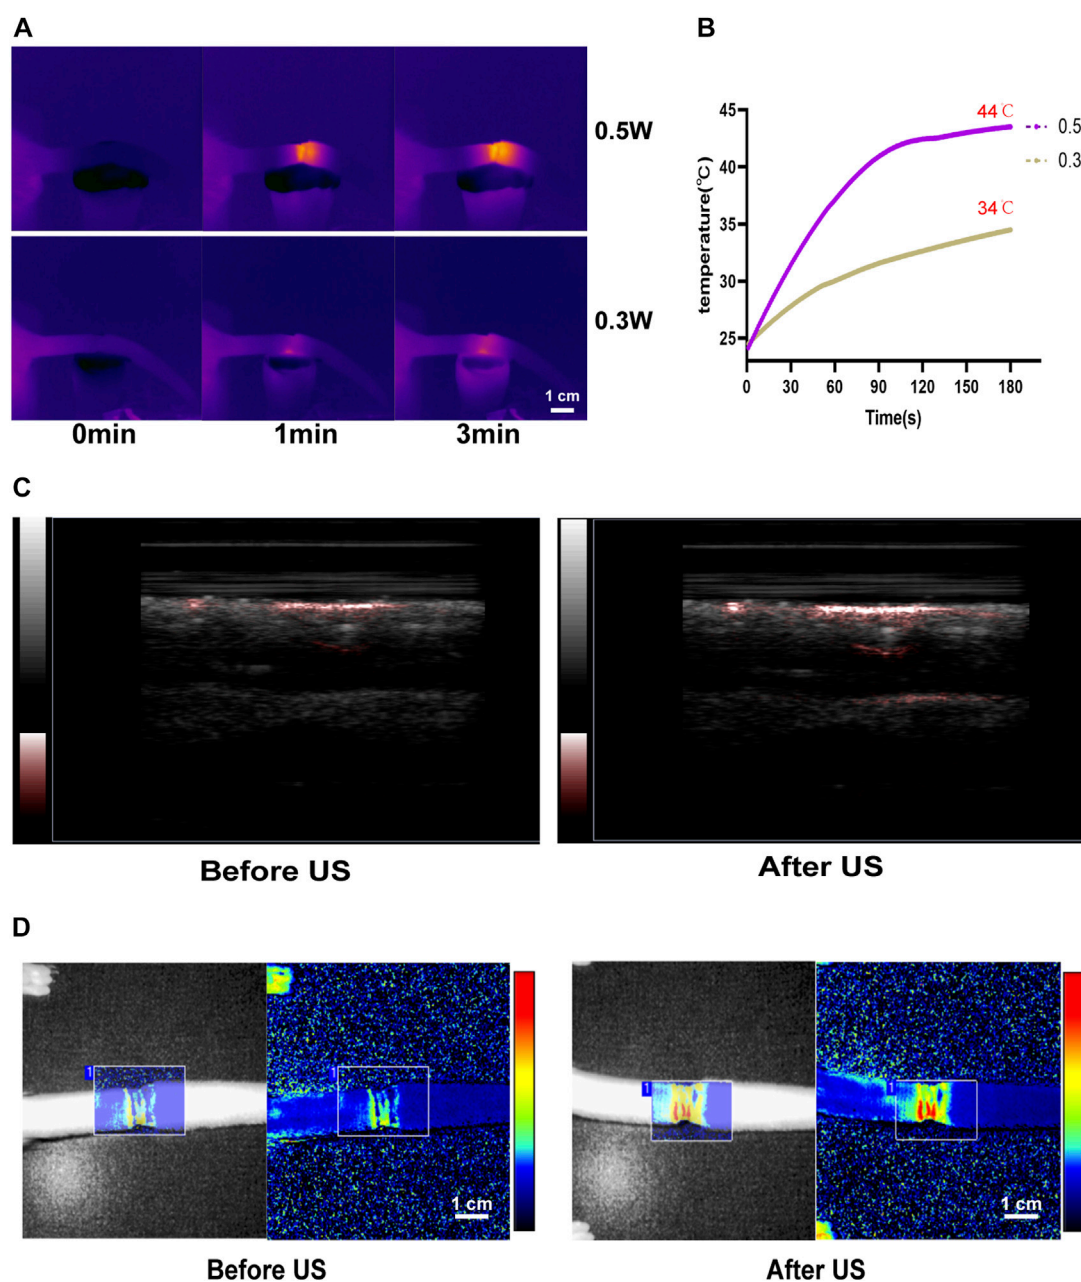 A
0.5W
0.3W
1 cm
0min 1min 3min
B
temperature(℃)
45
40
35
30
25
0 30 60 90 120 150 180
Time(s)
44℃
34℃
0.5
0.3
C
Before US
After US
D
1
1
1 cm
1
1
1 cm
Before US
After US